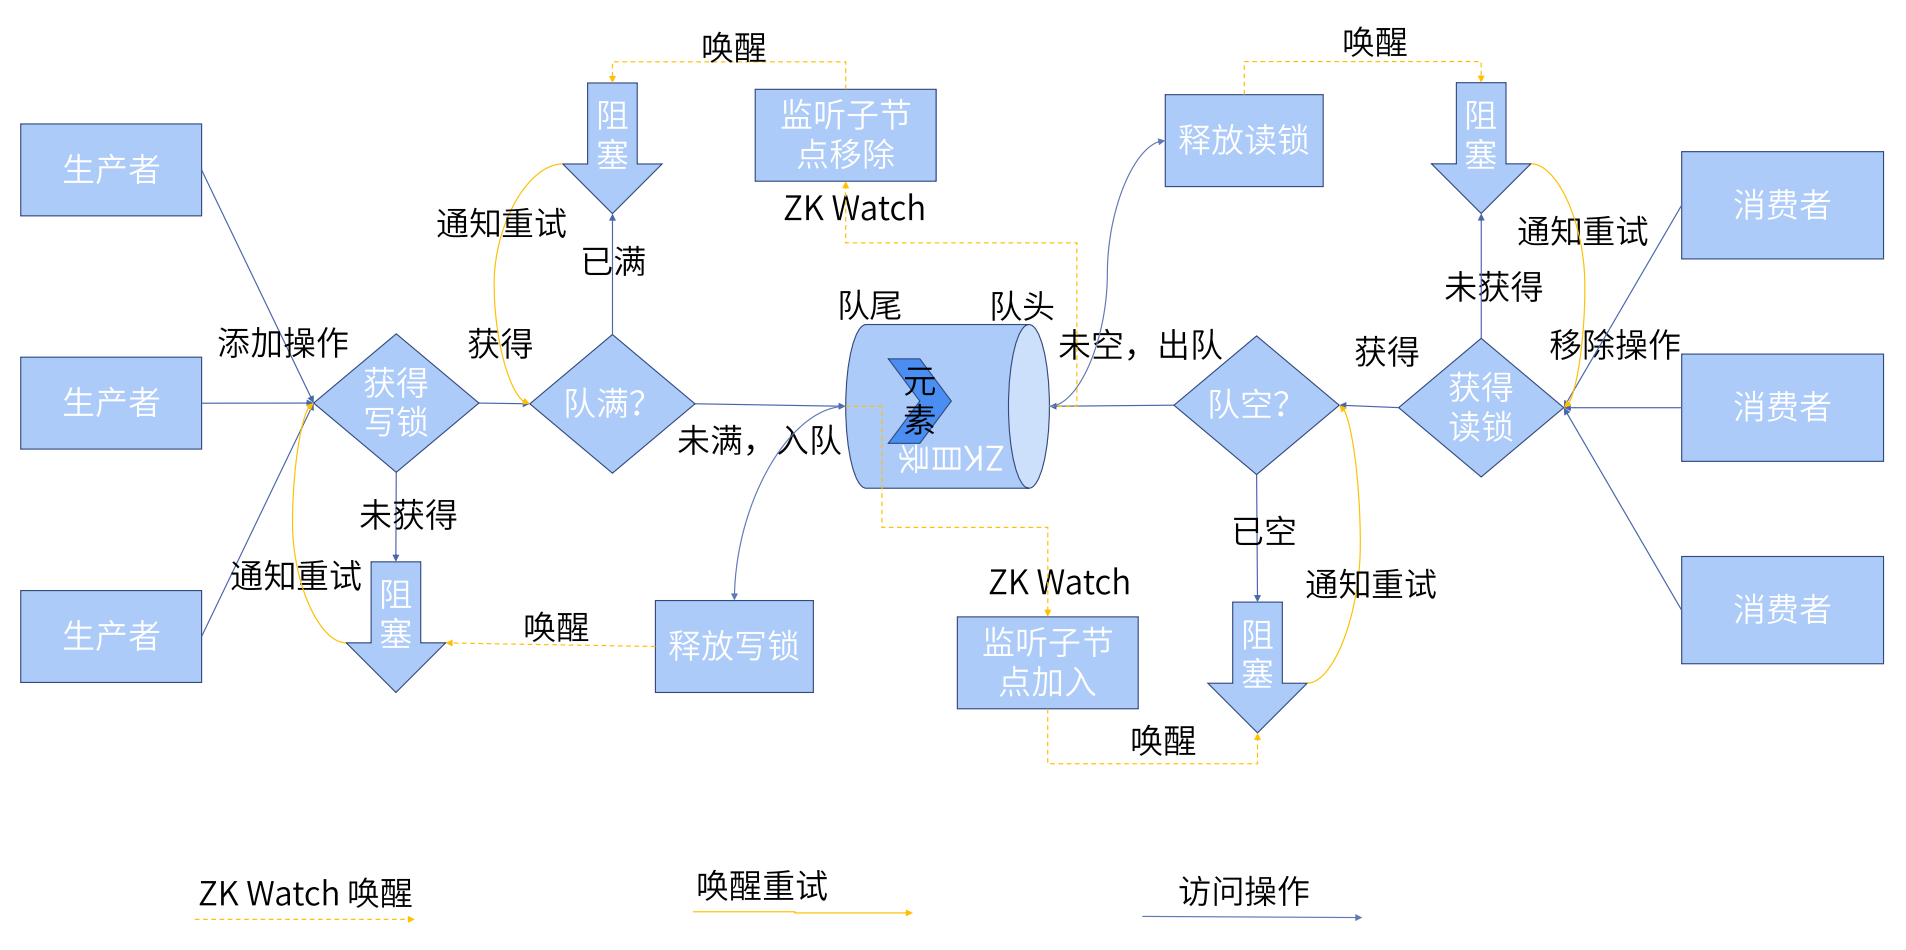 唤醒
唤醒
阻
塞
监听子节
点移除
释放读锁
阻
塞
生产者
消费者
ZK Watch
通知重试
通知重试
已满
未获得
队尾
队头
添加操作
获得
未空，出队
获得
移除操作
生产者
获得
写锁
队满？
元
素
队空？
获得
读锁
消费者
未满，入队
ZK目录
未获得
已空
通知重试
ZK Watch
通知重试
阻
塞
生产者
唤醒
释放写锁
监听子节
点加入
阻
塞
消费者
唤醒
ZK Watch 唤醒
唤醒重试
访问操作